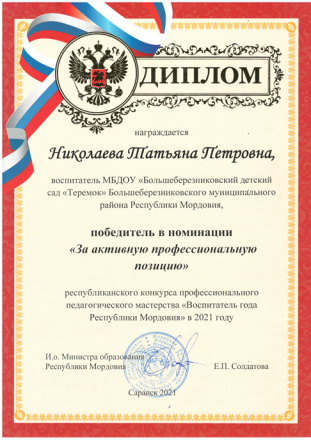 ДИПЛОМ
награждается
Николаева Татьяна Петровна,
воспитатель МБДОУ «Большеберезниковский детский
сад «Теремок» Большеберезниковского муниципального
района Республики Мордовия,
победитель в номинации
«За активную профессиональную
позицию»
республиканского конкурса профессионального
педагогического мастерства «Воспитатель года
Республики Мордовия» в 2021 году
И.о. Министра образования
Республики Мордовия
Е.П. Солдатова
Саранск 2021